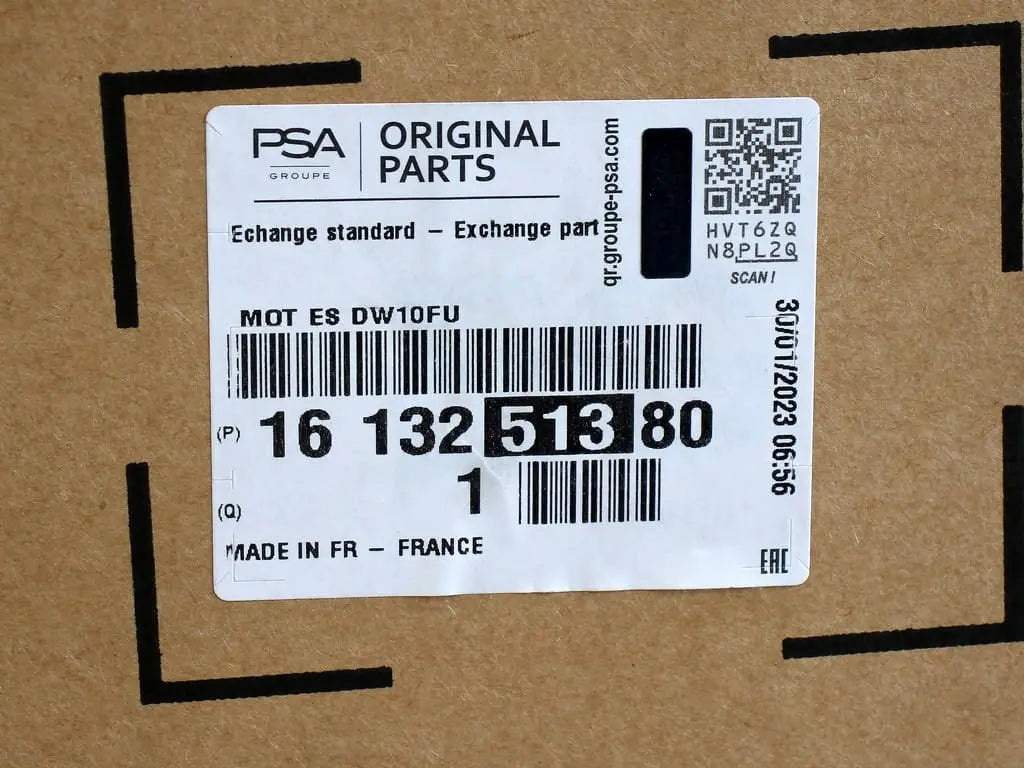 PSA
GROUPE
ORIGINAL
PARTS
Echange standard – Exchange part
qr.groupe-psa.com
HVT6ZQ
N8PL2Q
SCAN!
MOT ES DW10FU
(P) 16 132 513 80
(Q) 1
30/01/2023 06:56
MADE IN FR – FRANCE
EAC